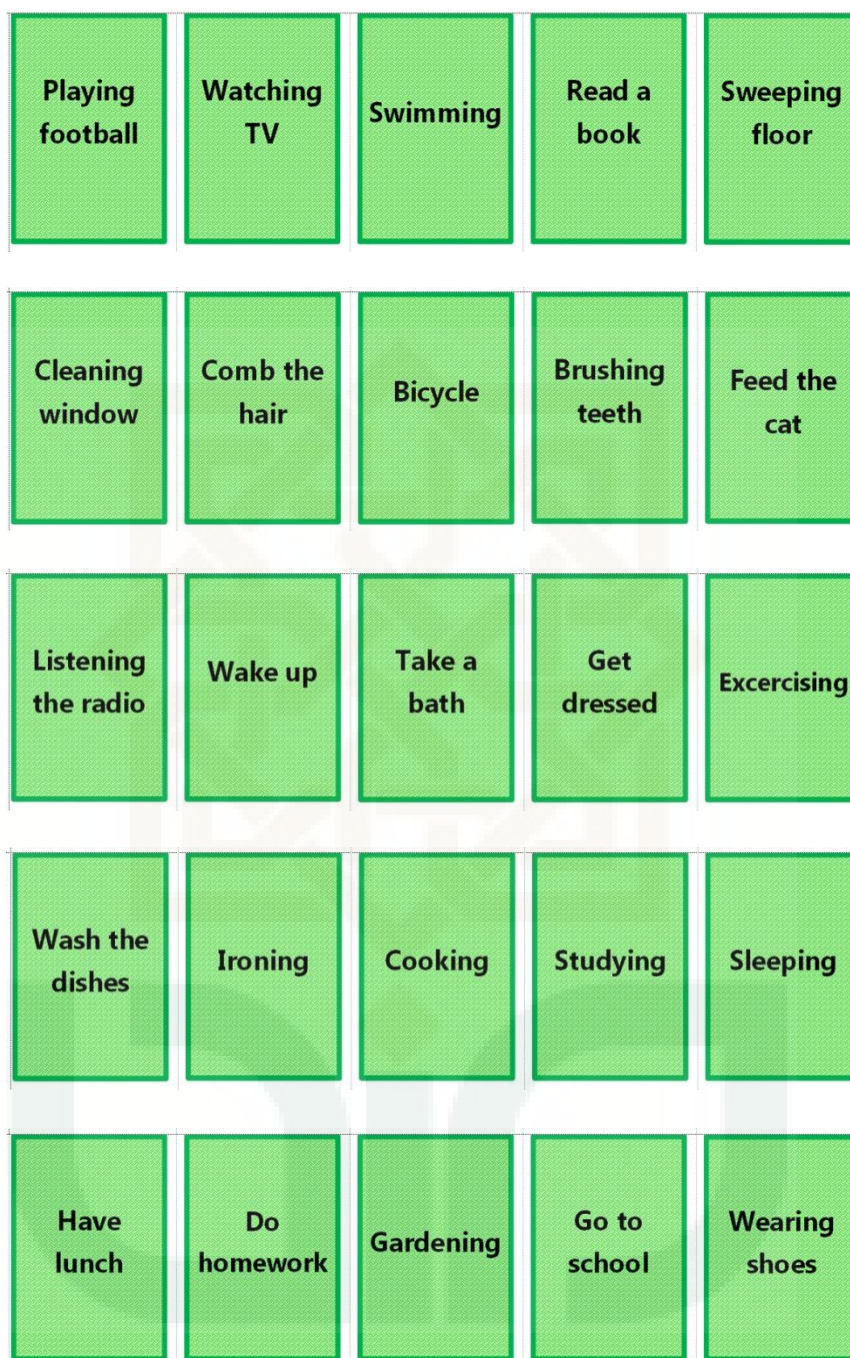 Playing
football
Watching
TV
Swimming
Read a
book
Sweeping
floor
Cleaning
window
Comb the
hair
Bicycle
Brushing
teeth
Feed the
cat
Listening
the radio
Wake up
Take a
bath
Get
dressed
Excercising
Wash the
dishes
Ironing
Cooking
Studying
Sleeping
Have
lunch
Do
homework
Gardening
Go to
school
Wearing
shoes